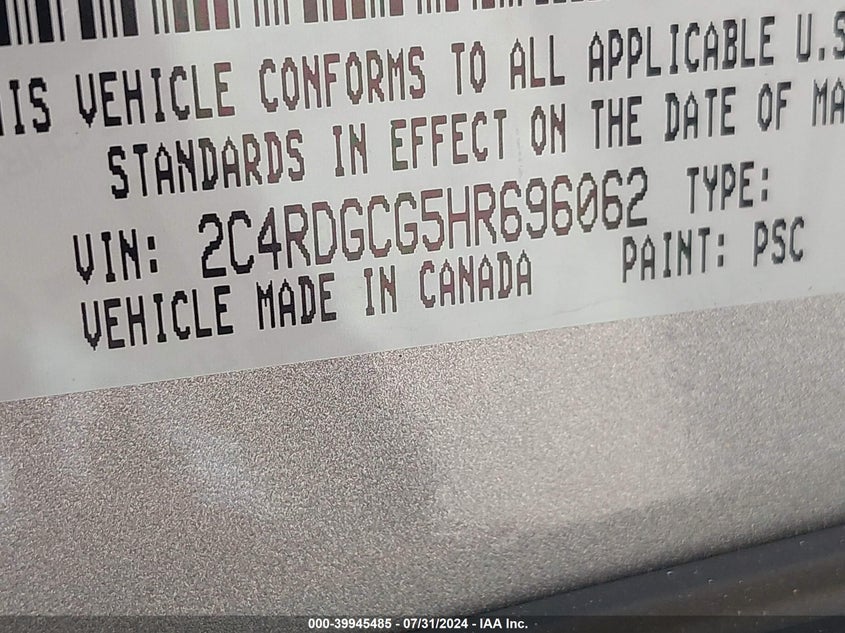 IS VEHICLE CONFORMS TO ALL APPLICABLE U.S
STANDARDS IN EFFECT ON THE DATE OF MA
VIN: 2C4RDGCG5HR696062 TYPE:
VEHICLE MADE IN CANADA PAINT: PSC
000-39945485 - 07/31/2024 - IAA Inc.